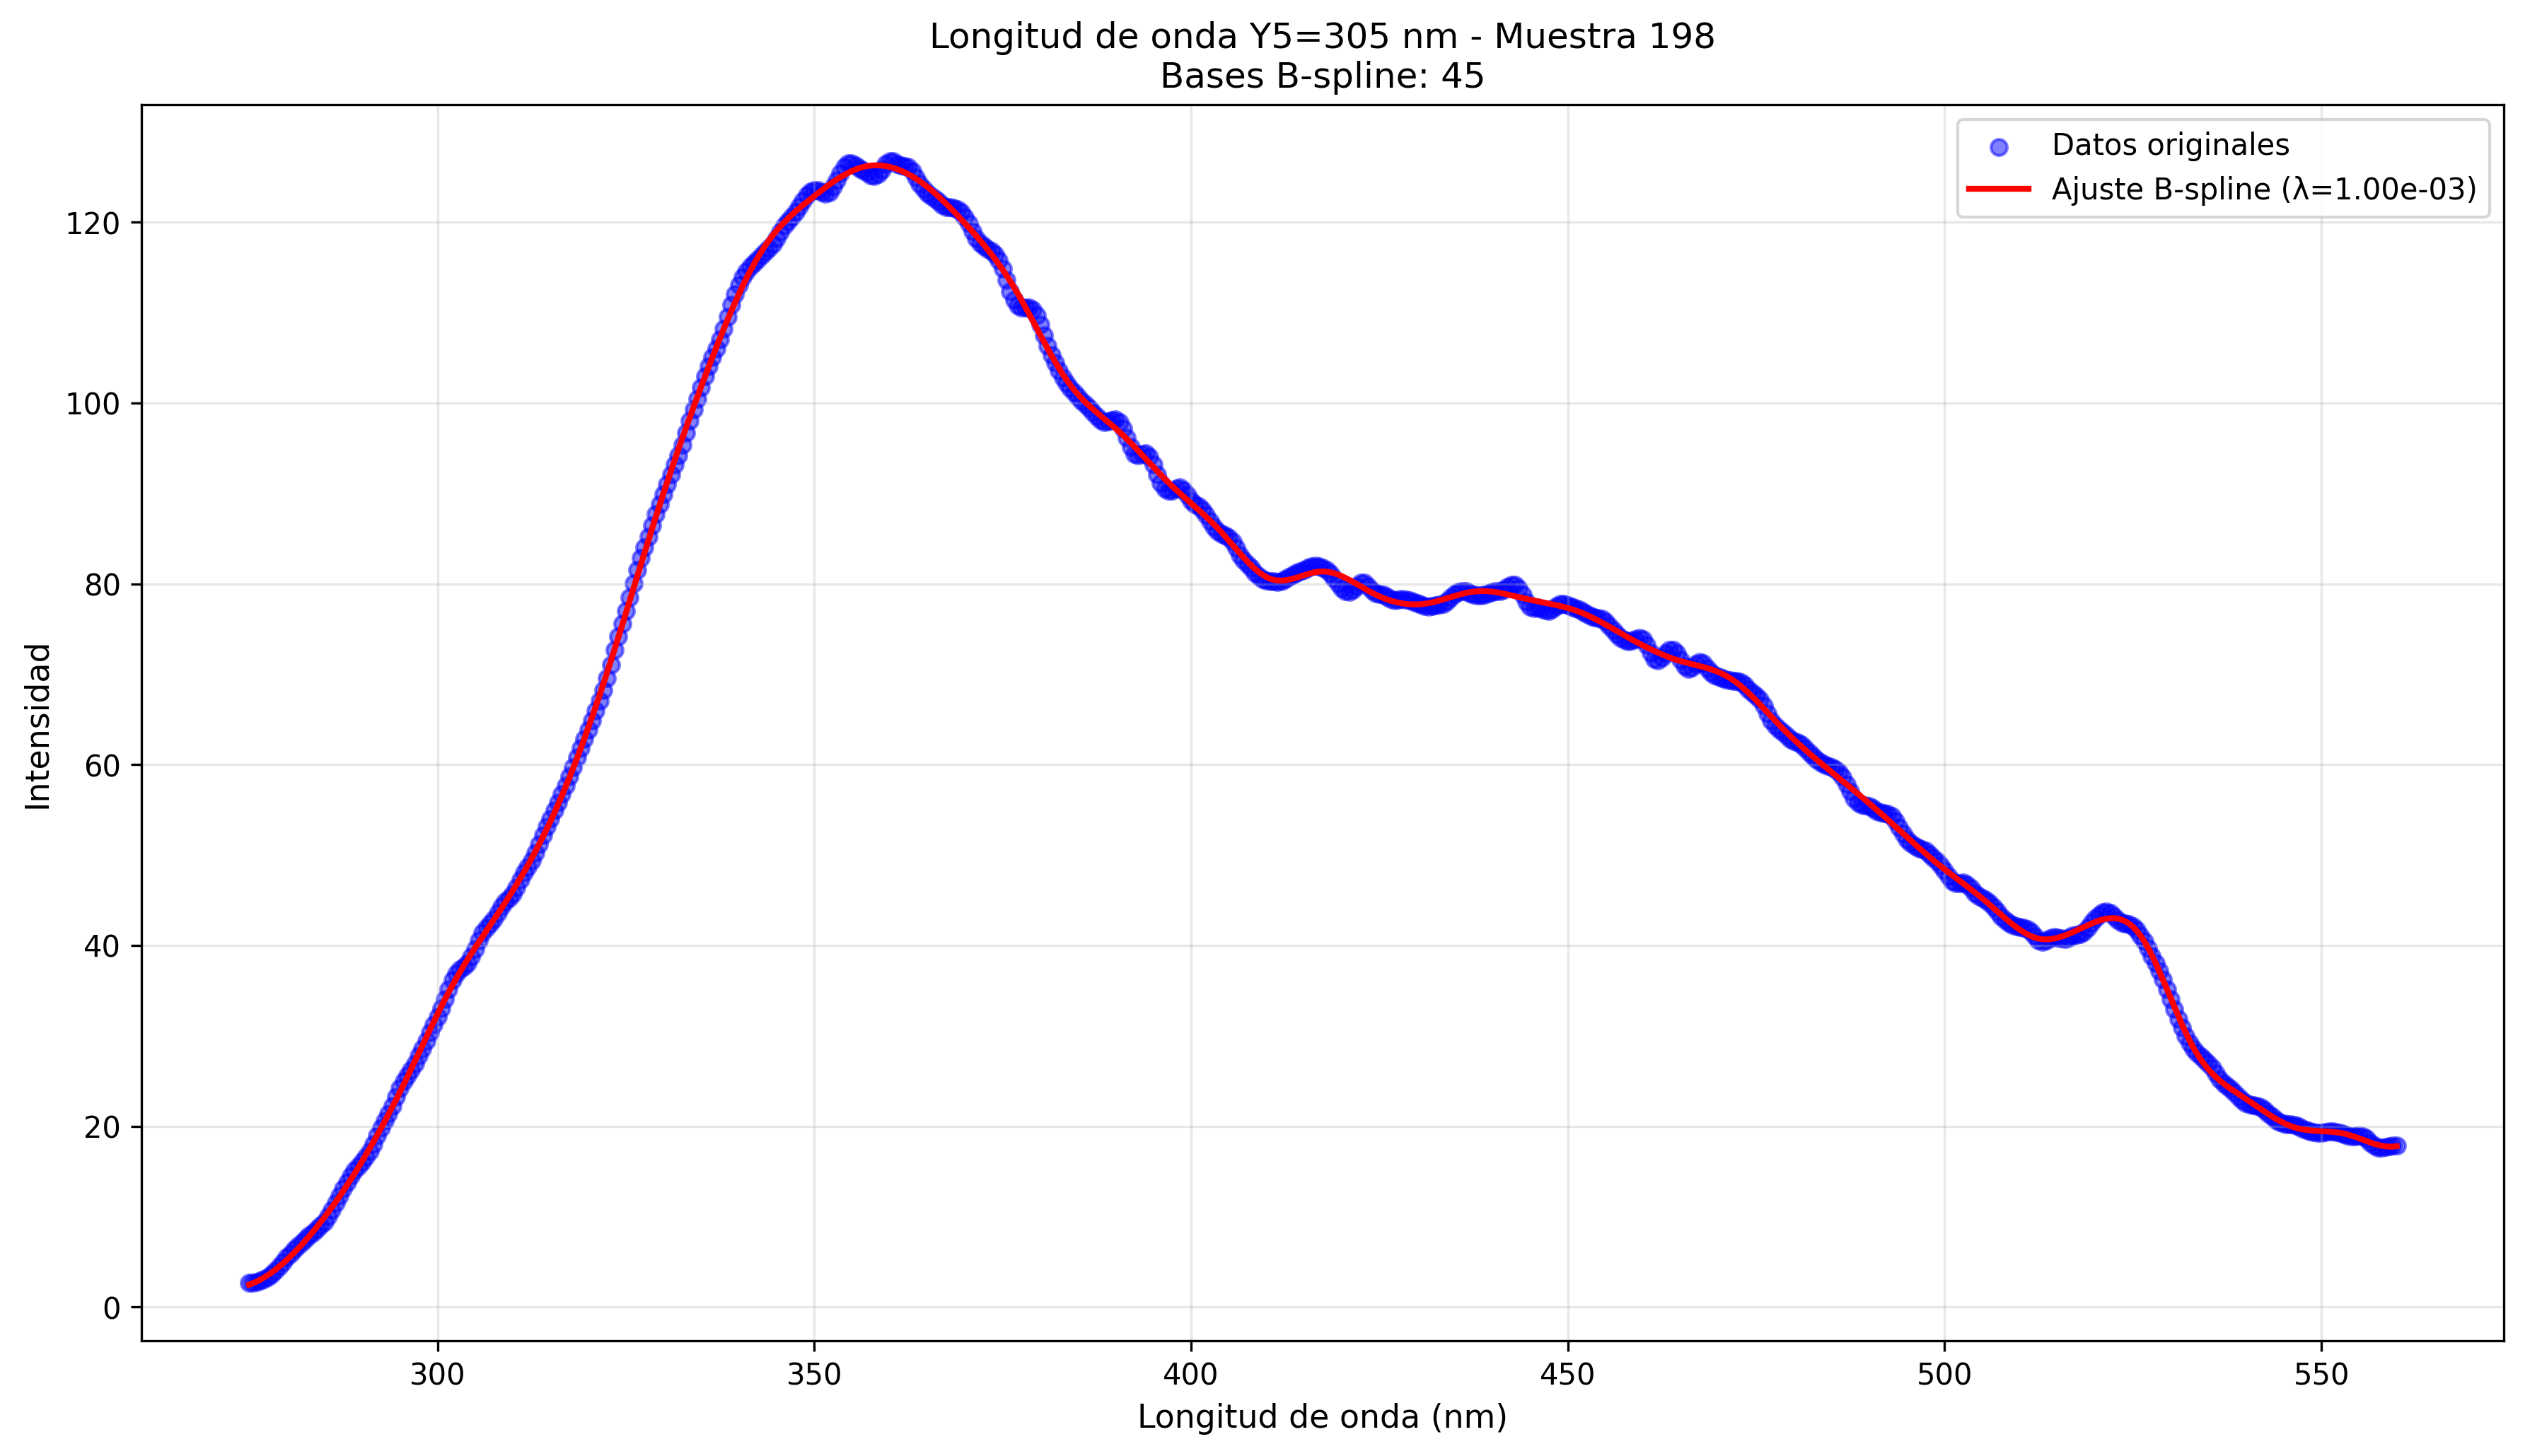 Longitud de onda Y5=305 nm - Muestra 198
Bases B-spline: 45
Datos originales
Ajuste B-spline (λ=1.00e-03)
Intensidad
120
100
80
60
40
20
0
300 350 400 450 500 550
Longitud de onda (nm)